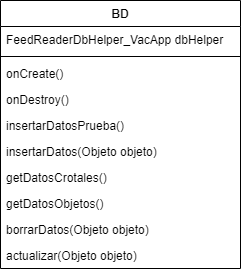 BD
FeedReaderDbHelper_VacApp dbHelper
onCreate()
onDestroy()
insertarDatosPrueba()
insertarDatos(Objeto objeto)
getDatosCrotales()
getDatosObjetos()
borrarDatos(Objeto objeto)
actualizar(Objeto objeto)